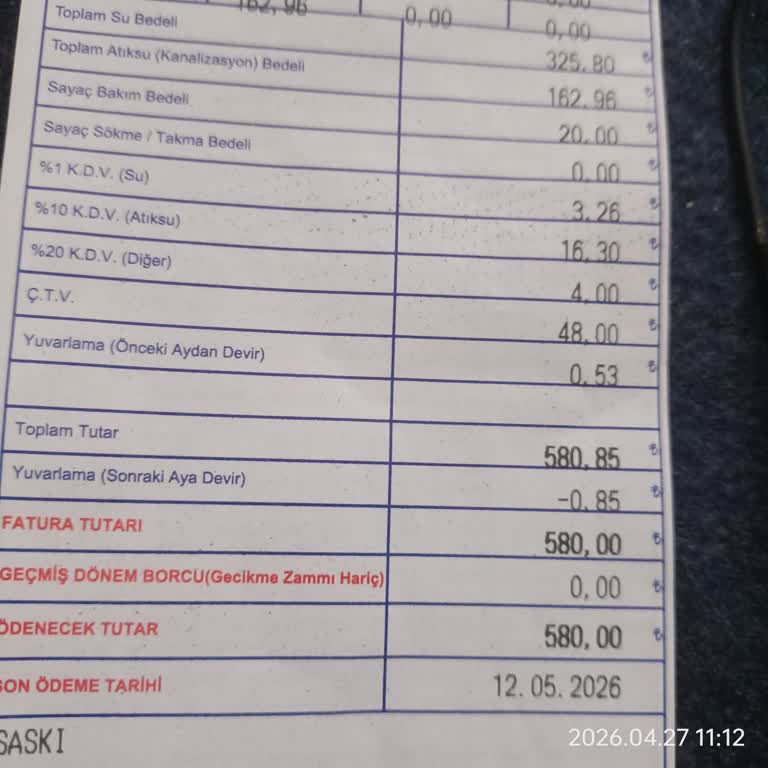 162,96 0,00 0,00
Toplam Su Bedeli 0,00
Toplam Atıksu (Kanalizasyon) Bedeli 325.80 ₺
Sayaç Bakım Bedeli 162.96 ₺
Sayaç Sökme / Takma Bedeli 20.00 ₺
%1 K.D.V. (Su) 0.00 ₺
%10 K.D.V. (Atıksu) 3.26 ₺
%20 K.D.V. (Diğer) 16.30 ₺
Ç.T.V. 4.00 ₺
Yuvarlama (Önceki Aydan Devir) 48.00 ₺
0.53 ₺
Toplam Tutar 580,85 ₺
Yuvarlama (Sonraki Aya Devir) -0.85 ₺
FATURA TUTARI 580,00 ₺
GEÇMİŞ DÖNEM BORCU(Gecikme Zammı Hariç) 0,00 ₺
ÖDENECEK TUTAR 580,00 ₺
SON ÖDEME TARİHİ 12.05.2026
SASKI
2026.04.27 11:12